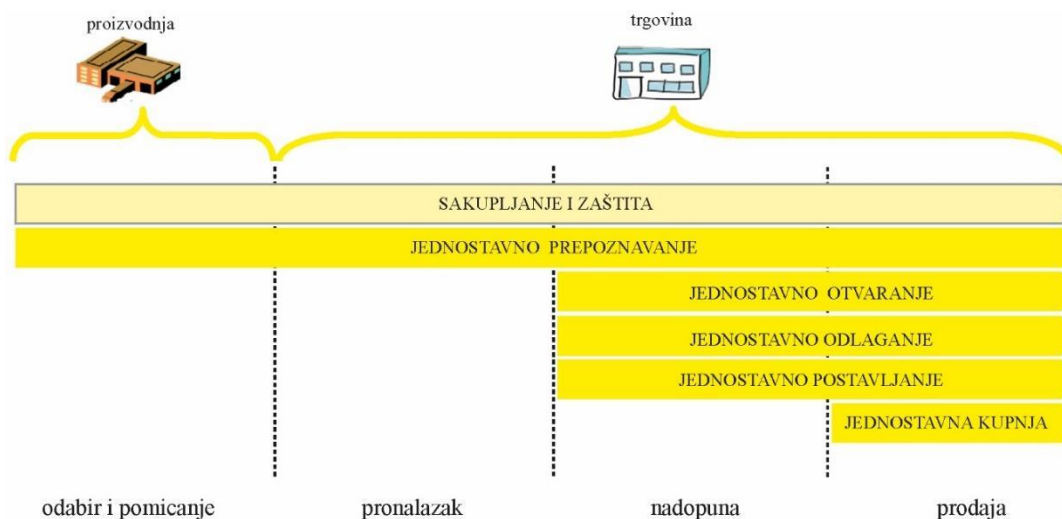 proizvodnja
trgovina
SAKUPLJANJE I ZAŠTITA
JEDNOSTAVNO PREPOZNAVANJE
JEDNOSTAVNO OTVARANJE
JEDNOSTAVNO ODLAGANJE
JEDNOSTAVNO POSTAVLJANJE
JEDNOSTAVNA KUPNJA
odabir i pomicanje
pronalazak
nadopuna
prodaja